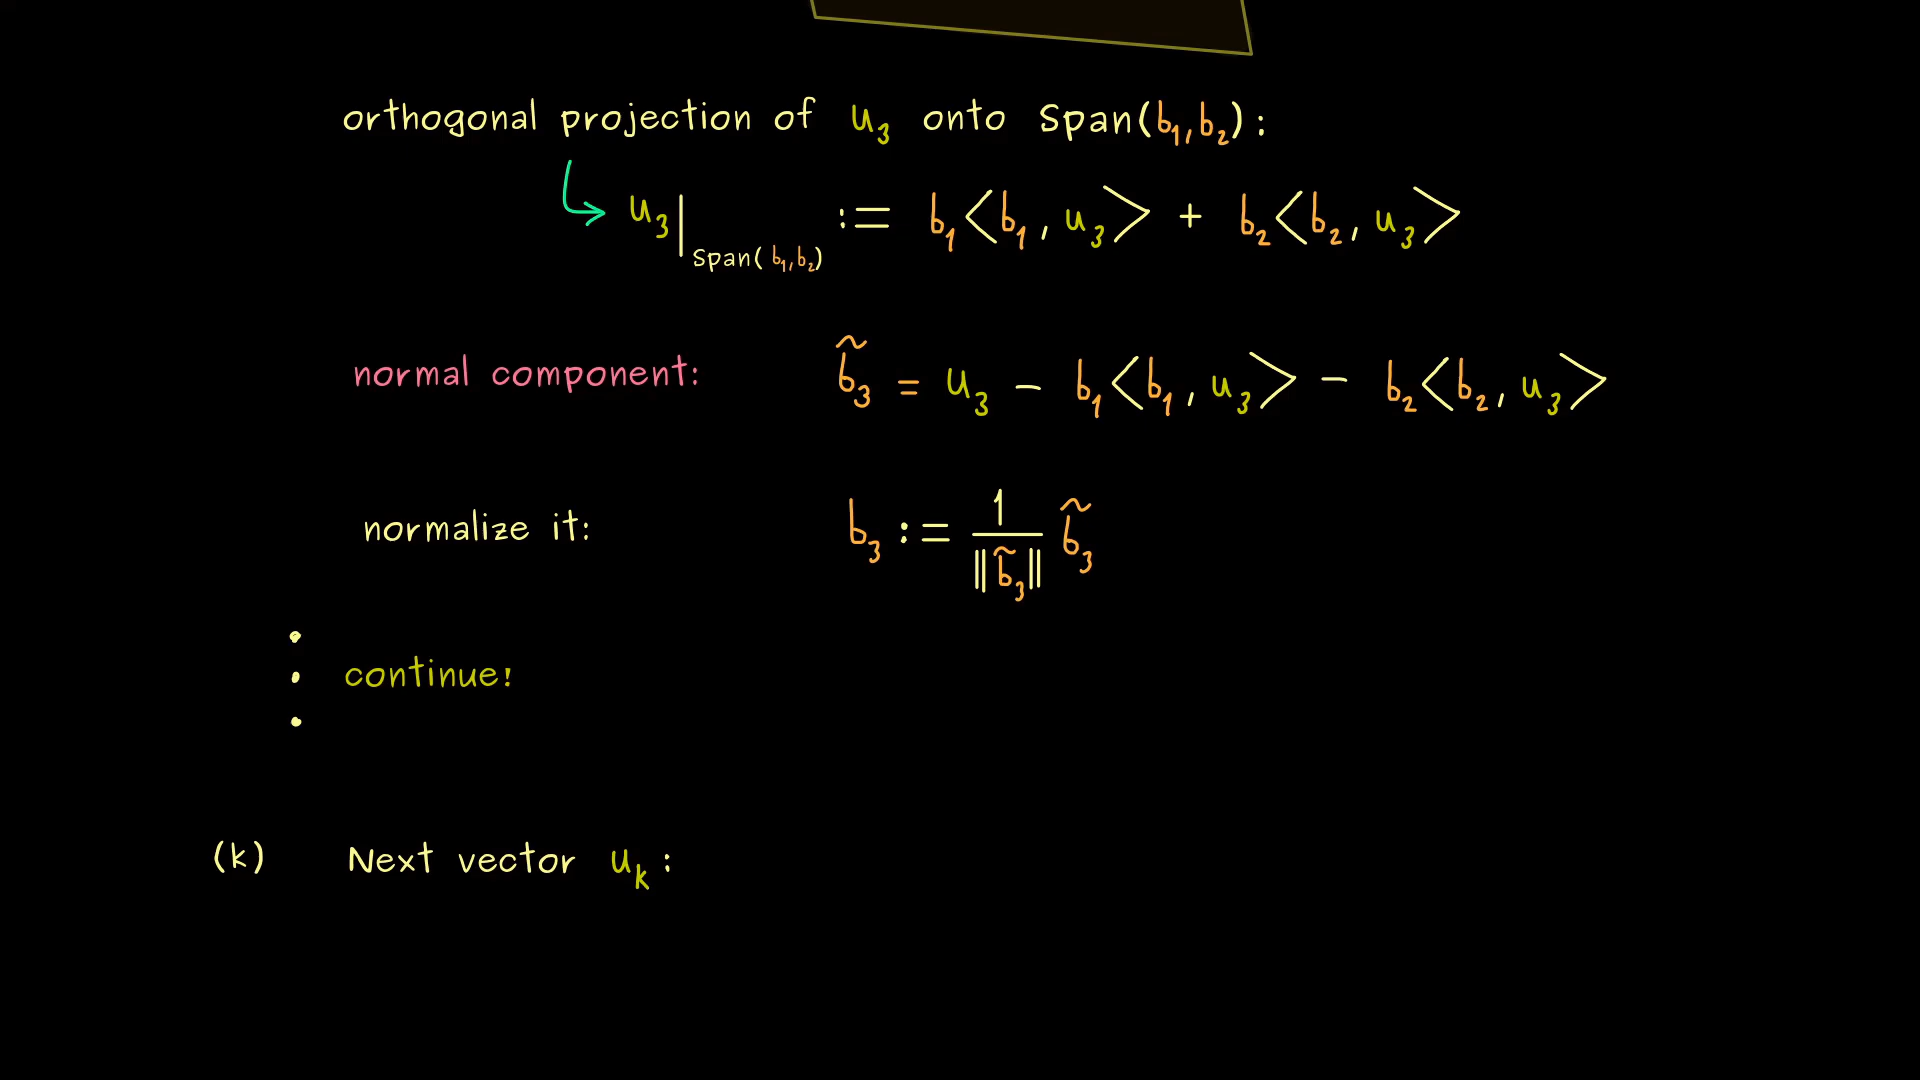 orthogonal projection of u₃ onto Span(b₁,b₂):
u₃|Span(b₁,b₂) := b₁<b₁, u₃> + b₂<b₂, u₃>
normal component: b̃₃ = u₃ − b₁<b₁, u₃> − b₂<b₂, u₃>
normalize it: b₃ := 1/‖b̃₃‖ b̃₃
⋮ continue!
(k) Next vector uₖ: